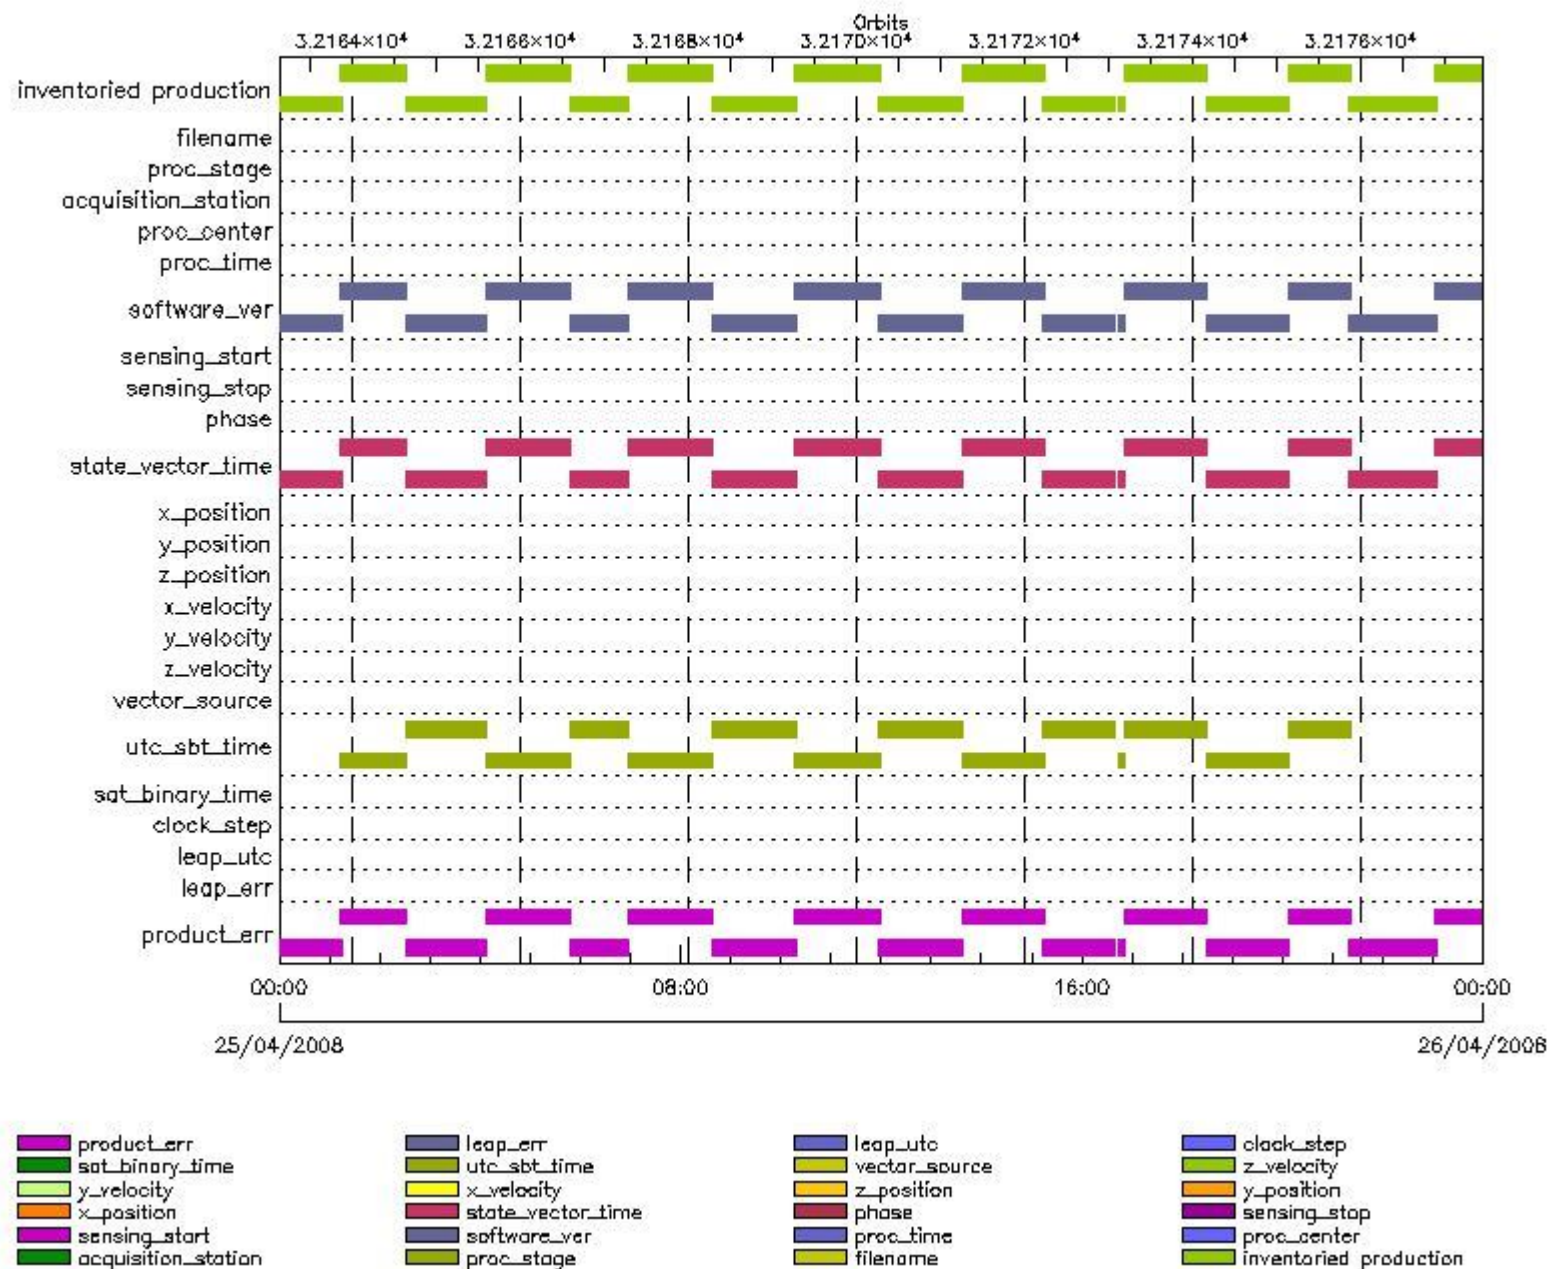 Orbits
3.2164×10⁴ 3.2166×10⁴ 3.2168×10⁴ 3.2170×10⁴ 3.2172×10⁴ 3.2174×10⁴ 3.2176×10⁴
inventoried production
filename
proc_stage
acquisition_station
proc_center
proc_time
software_ver
sensing_start
sensing_stop
phase
state_vector_time
x_position
y_position
z_position
x_velocity
y_velocity
z_velocity
vector_source
utc_sbt_time
sat_binary_time
clock_step
leap_utc
leap_err
product_err
00:00 08:00 16:00 00:00
25/04/2008 26/04/2008
product_err leap_err leap_utc clock_step
sat_binary_time utc_sbt_time vector_source z_velocity
y_velocity x_velocity z_position y_position
x_position state_vector_time phase sensing_stop
sensing_start software_ver proc_time proc_center
acquisition_station proc_stage filename inventoried production